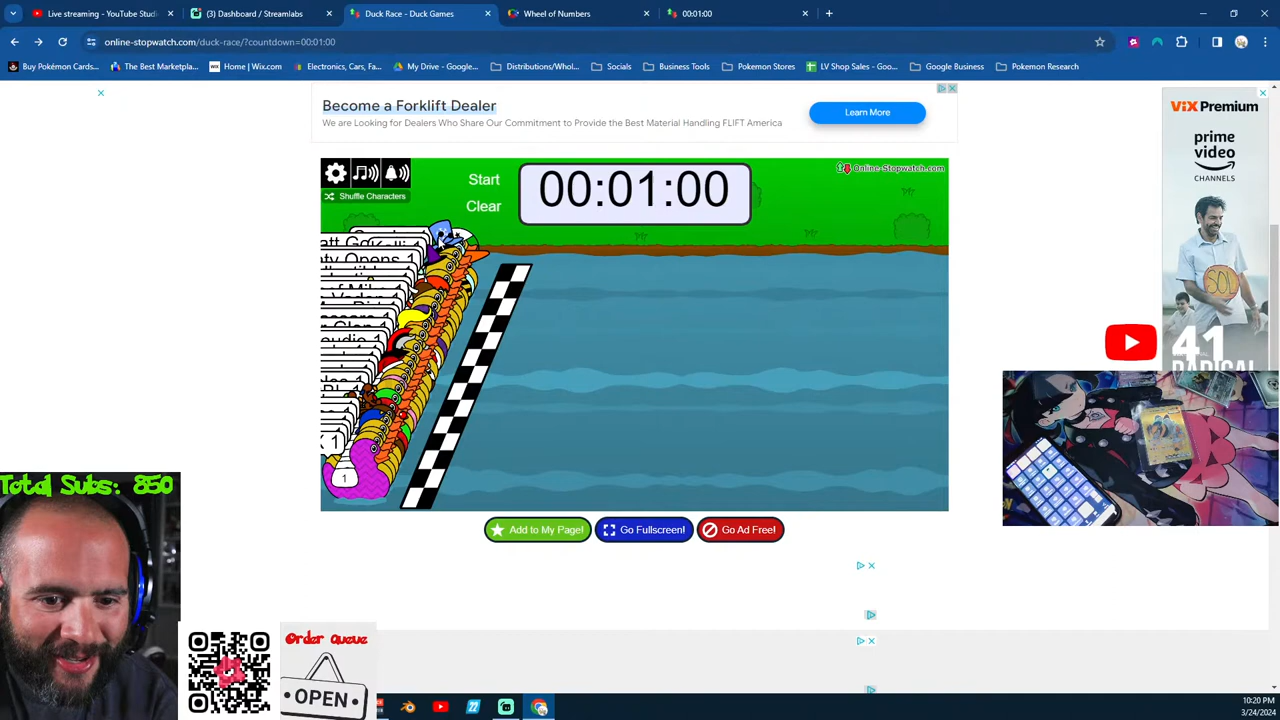 Live streaming - YouTube Stud
(3) Dashboard / Streamlabs
Duck Race - Duck Games
Wheel of Numbers
00:01:00
online-stopwatch.com/duck-race/?countdown=00:01:00
Buy Pokémon Cards...
The Best Marketpla...
Home | Wix.com
Electronics, Cars, Fa...
My Drive - Google...
Distributions/Whol...
Socials
Business Tools
Pokemon Stores
LV Shop Sales - Goo...
Google Business
Pokemon Research
Become a Forklift Dealer
We are Looking for Dealers Who Share Our Commitment to Provide the Best Material Handling FLIFT America
Learn More
ViX Premium
prime video
CHANNELS
41
RADICAL
Shuffle Characters
Start
Clear
00:01:00
Online-Stopwatch.com
1
Add to My Page!
Go Fullscreen!
Go Ad Free!
Total Subs: 850
Order Queue
OPEN
10:20 PM
3/24/2024